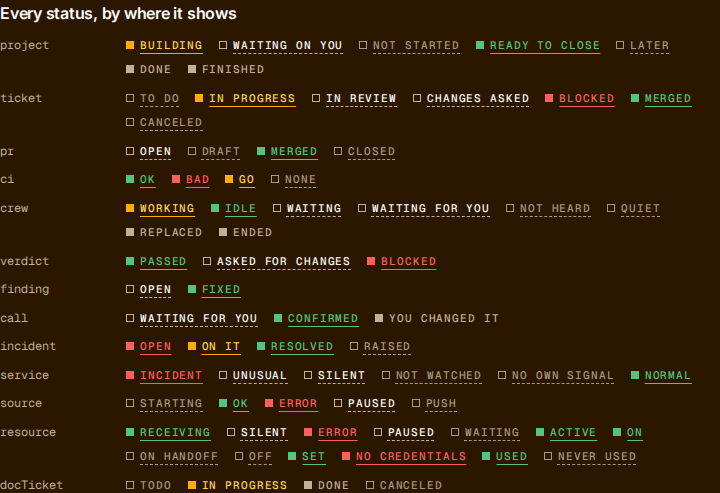 Every status, by where it shows
project BUILDING WAITING ON YOU NOT STARTED READY TO CLOSE LATER
DONE FINISHED
ticket TO DO IN PROGRESS IN REVIEW CHANGES ASKED BLOCKED MERGED
CANCELED
pr OPEN DRAFT MERGED CLOSED
ci OK BAD GO NONE
crew WORKING IDLE WAITING WAITING FOR YOU NOT HEARD QUIET
REPLACED ENDED
verdict PASSED ASKED FOR CHANGES BLOCKED
finding OPEN FIXED
call WAITING FOR YOU CONFIRMED YOU CHANGED IT
incident OPEN ON IT RESOLVED RAISED
service INCIDENT UNUSUAL SILENT NOT WATCHED NO OWN SIGNAL NORMAL
source STARTING OK ERROR PAUSED PUSH
resource RECEIVING SILENT ERROR PAUSED WAITING ACTIVE ON
ON HANDOFF OFF SET NO CREDENTIALS USED NEVER USED
docTicket TODO IN PROGRESS DONE CANCELED